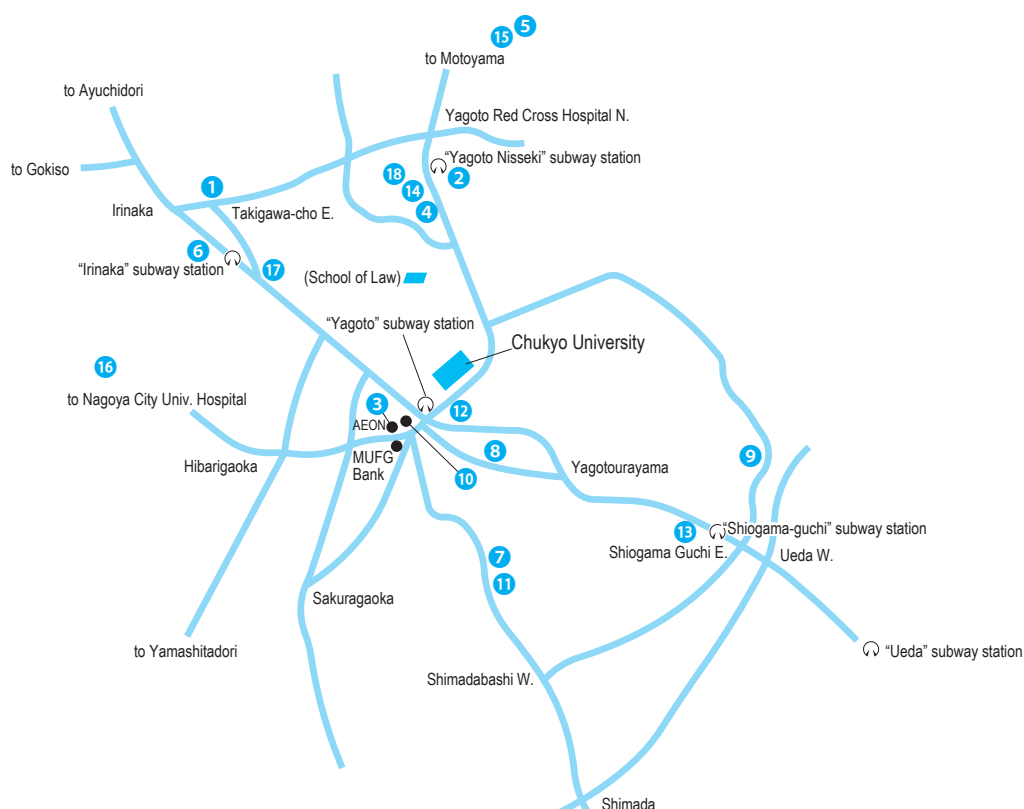 15 5
to Motoyama
to Ayuchidori
Yagoto Red Cross Hospital N.
to Gokiso
“Yagoto Nisseki” subway station
18
2
14
1
4
Irinaka
Takigawa-cho E.
6
“Irinaka” subway station
17
(School of Law)
“Yagoto” subway station
Chukyo University
16
to Nagoya City Univ. Hospital
3
12
AEON
MUFG
Bank
8
9
Hibarigaoka
10
Yagotourayama
13
“Shiogama-guchi” subway station
Shiogama Guchi E.
Ueda W.
7
11
Sakuragaoka
to Yamashitadori
“Ueda” subway station
Shimadabashi W.
Shimada